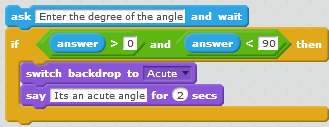 ask Enter the degree of the angle and wait
if answer > 0 and answer < 90 then
switch backdrop to Acute
say Its an acute angle for 2 secs